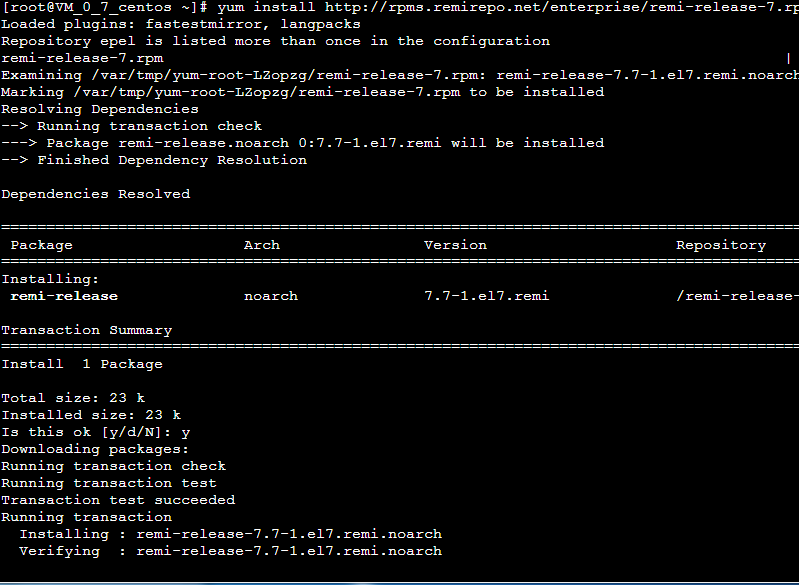 [root@VM_0_7_centos ~]# yum install http://rpms.remirepo.net/enterprise/remi-release-7.rp
Loaded plugins: fastestmirror, langpacks
Repository epel is listed more than once in the configuration
remi-release-7.rpm |
Examining /var/tmp/yum-root-LZopzg/remi-release-7.rpm: remi-release-7.7-1.el7.remi.noarch
Marking /var/tmp/yum-root-LZopzg/remi-release-7.rpm to be installed
Resolving Dependencies
--> Running transaction check
---> Package remi-release.noarch 0:7.7-1.el7.remi will be installed
--> Finished Dependency Resolution
Dependencies Resolved
=========================================================================================
Package Arch Version Repository
=========================================================================================
Installing:
remi-release noarch 7.7-1.el7.remi /remi-release-
Transaction Summary
=========================================================================================
Install 1 Package
Total size: 23 k
Installed size: 23 k
Is this ok [y/d/N]: y
Downloading packages:
Running transaction check
Running transaction test
Transaction test succeeded
Running transaction
Installing : remi-release-7.7-1.el7.remi.noarch
Verifying : remi-release-7.7-1.el7.remi.noarch